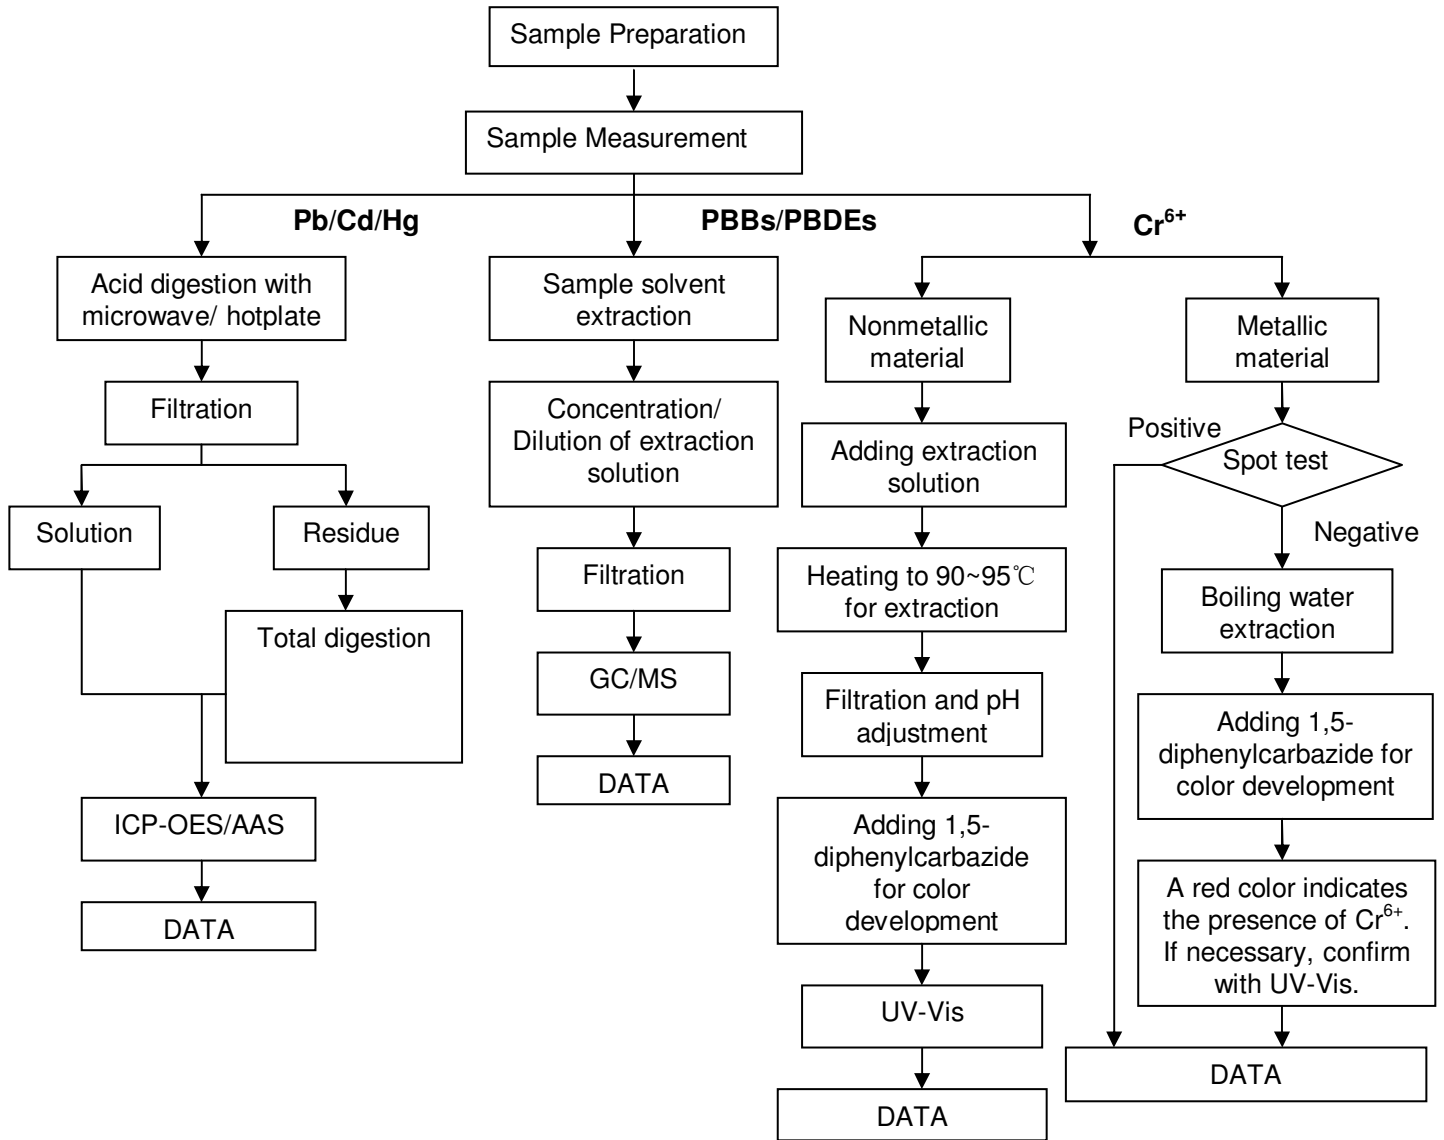 Sample Preparation
Sample Measurement
Pb/Cd/Hg
PBBs/PBDEs
Cr⁶⁺
Acid digestion with
microwave/ hotplate
Filtration
Solution
Residue
Total digestion
ICP-OES/AAS
DATA
Sample solvent
extraction
Concentration/
Dilution of extraction
solution
Filtration
GC/MS
DATA
Nonmetallic
material
Adding extraction
solution
Heating to 90~95℃
for extraction
Filtration and pH
adjustment
Adding 1,5-
diphenylcarbazide
for color
development
UV-Vis
DATA
Metallic
material
Positive
Spot test
Negative
Boiling water
extraction
Adding 1,5-
diphenylcarbazide for
color development
A red color indicates
the presence of Cr⁶⁺.
If necessary, confirm
with UV-Vis.
DATA